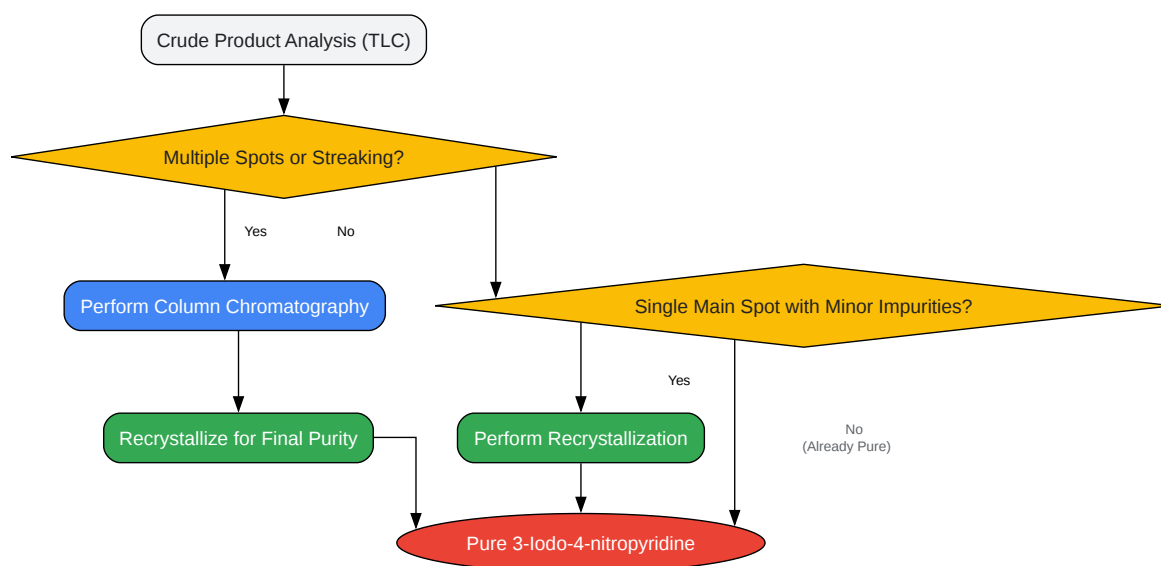 Crude Product Analysis (TLC)
Multiple Spots or Streaking?
Yes
No
Perform Column Chromatography
Single Main Spot with Minor Impurities?
Yes
No
(Already Pure)
Recrystallize for Final Purity
Perform Recrystallization
Pure 3-Iodo-4-nitropyridine